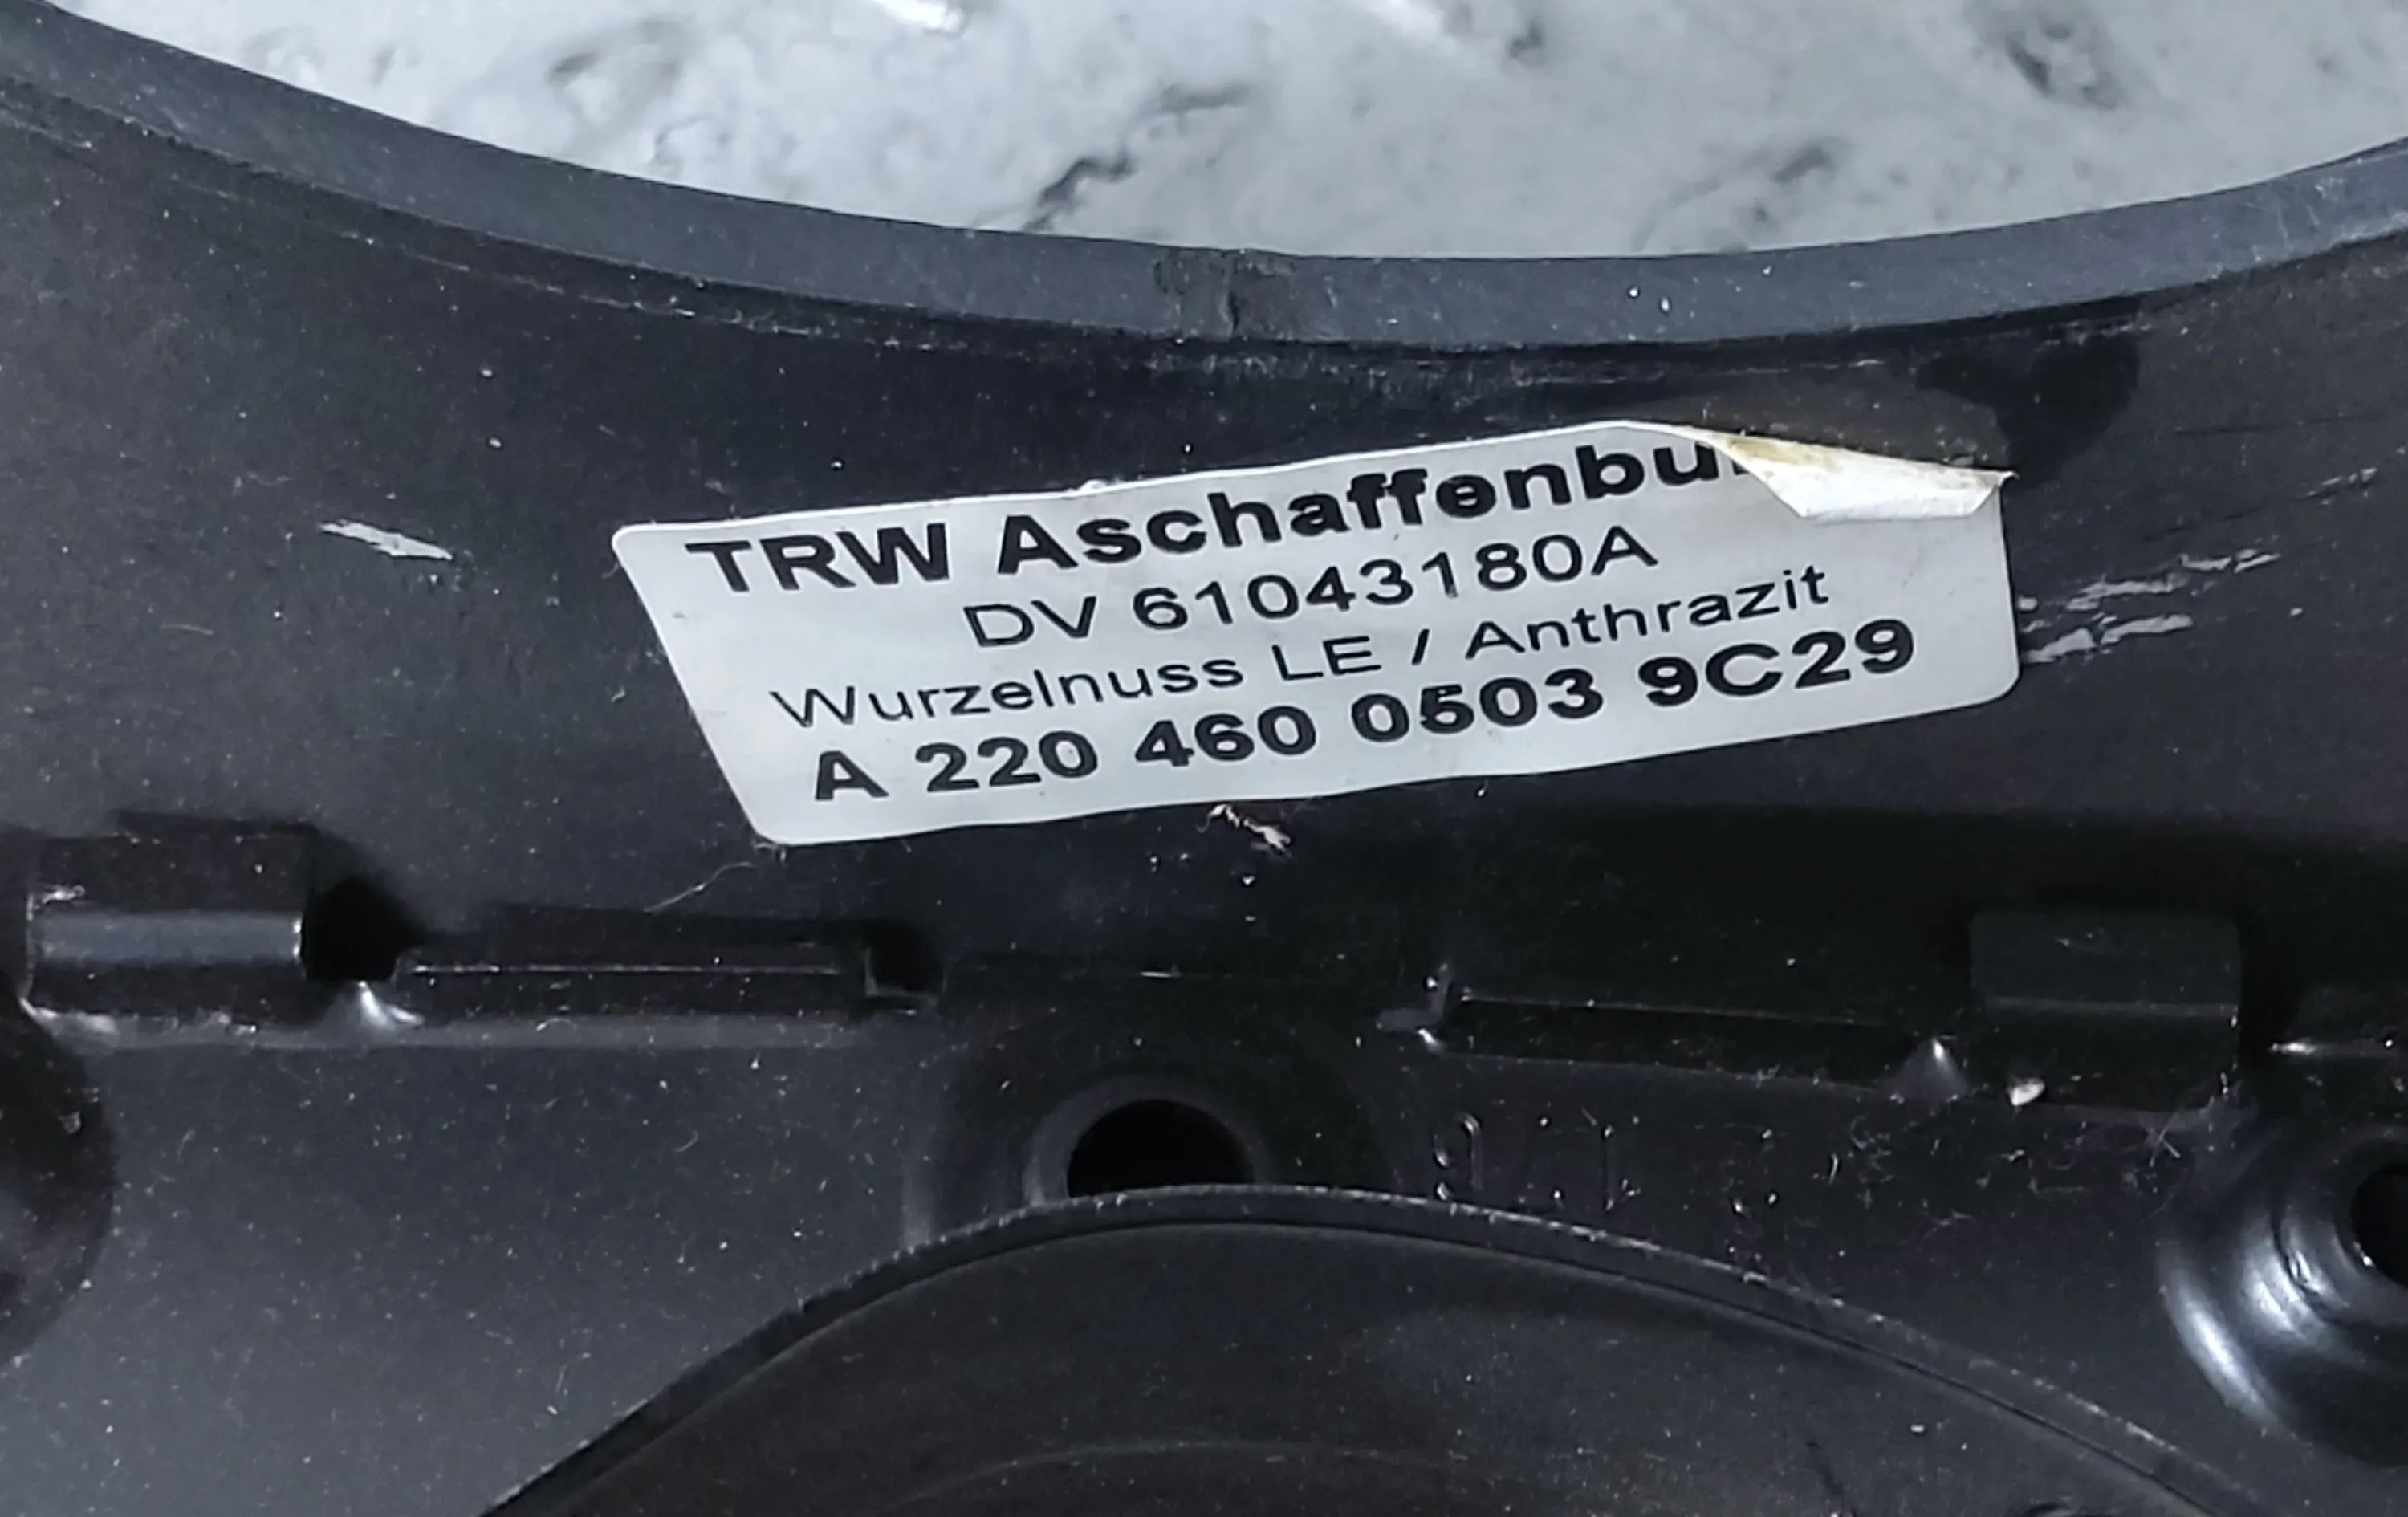 TRW Aschaffenbu
DV 61043180A
Wurzelnuss LE / Anthrazit
A 220 460 0503 9C29